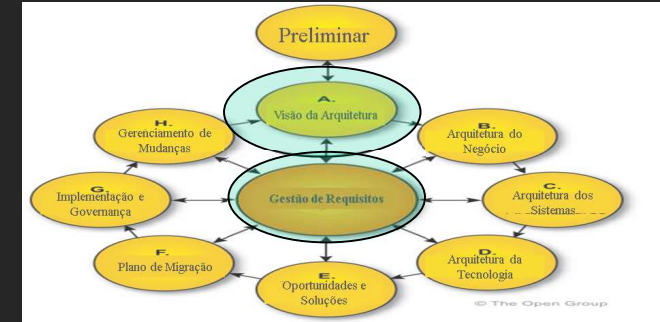 Preliminar
A.
Visão da Arquitetura
H.
Gerenciamento de
Mudanças
B.
Arquitetura do
Negócio
G.
Implementação e
Governança
Gestão de Requisitos
C.
Arquitetura dos
Sistemas
F.
Plano de Migração
D.
Arquitetura da
Tecnologia
E.
Oportunidades e
Soluções
© The Open Group